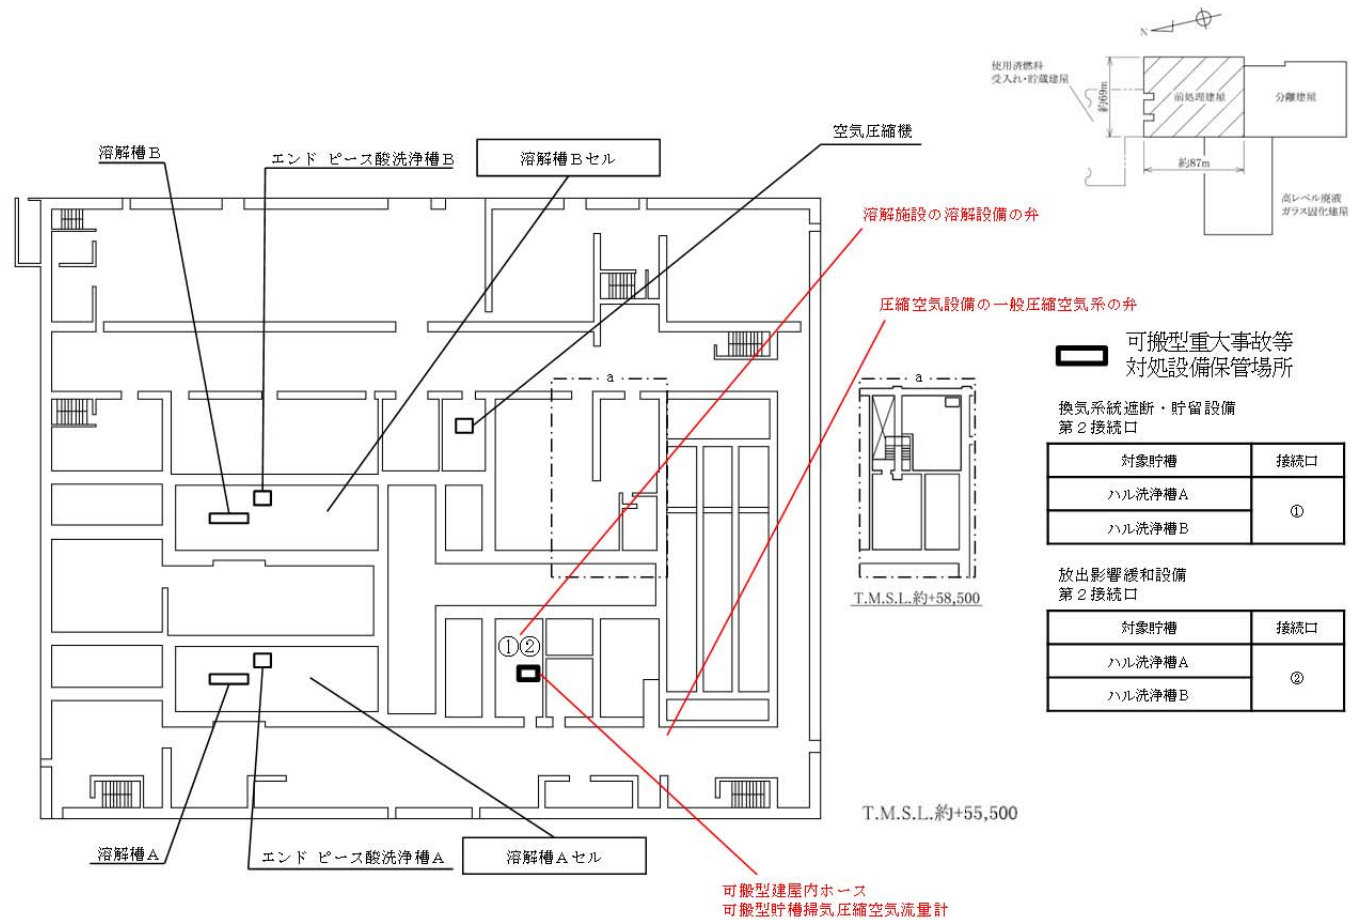 N
使用済燃料
受入れ・貯蔵建屋
約69m
前処理建屋
分離建屋
約87m
高レベル廃液
ガラス固化建屋
溶解槽B
エンド ピース酸洗浄槽B
溶解槽Bセル
空気圧縮機
溶解施設の溶解設備の弁
圧縮空気設備の一般圧縮空気系の弁
可搬型重大事故等
対処設備保管場所
a
a
換気系統遮断・貯留設備
第2接続口
対象貯槽 接続口
ハル洗浄槽A ①
ハル洗浄槽B
放出影響緩和設備
第2接続口
対象貯槽 接続口
ハル洗浄槽A ②
ハル洗浄槽B
T.M.S.L.約+58,500
①②
T.M.S.L.約+55,500
溶解槽A
エンド ピース酸洗浄槽A
溶解槽Aセル
可搬型建屋内ホース
可搬型貯槽掃気圧縮空気流量計